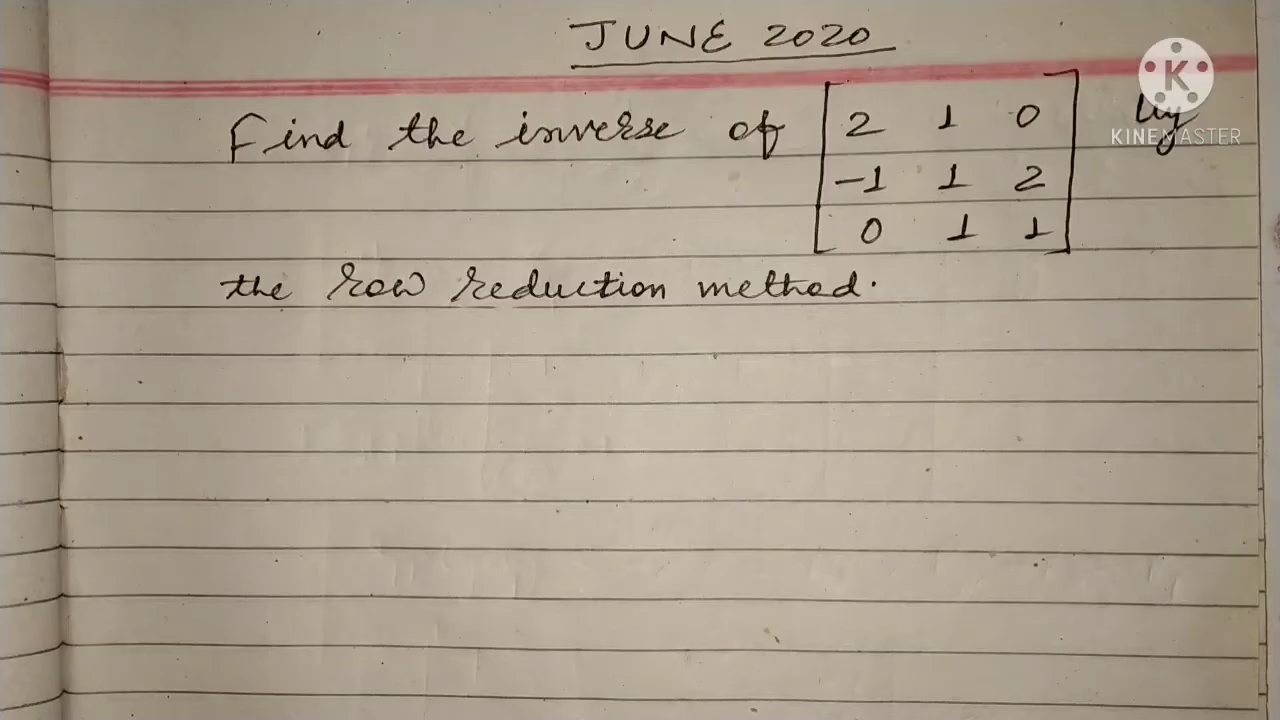 JUNE 2020
Find the inverse of [2 1 0 by
-1 1 2
0 1 1]
the row reduction method.
K
KINEMASTER